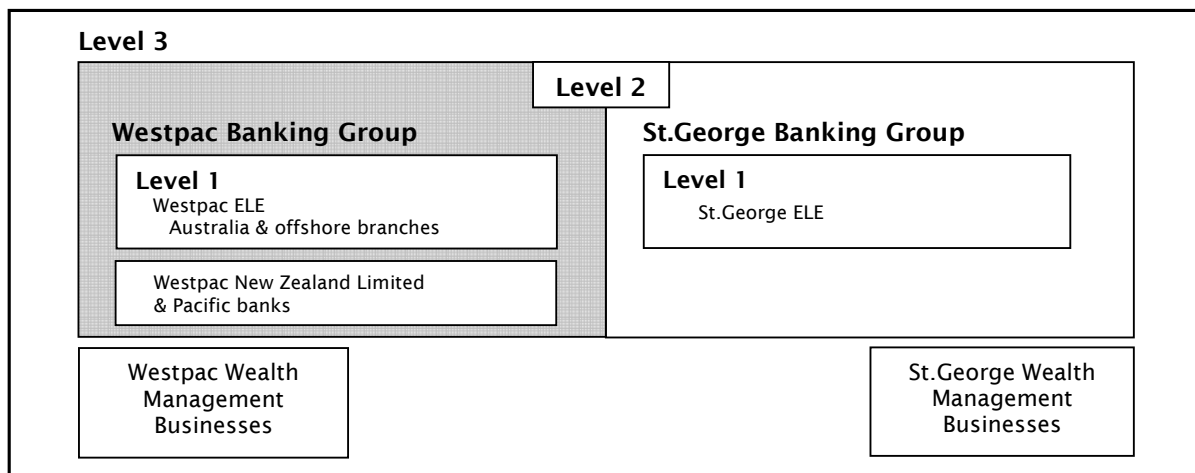 Level 3
Level 2
Westpac Banking Group
Level 1
Westpac ELE
Australia & offshore branches
Westpac New Zealand Limited
& Pacific banks
St.George Banking Group
Level 1
St.George ELE
Westpac Wealth
Management
Businesses
St.George Wealth
Management
Businesses